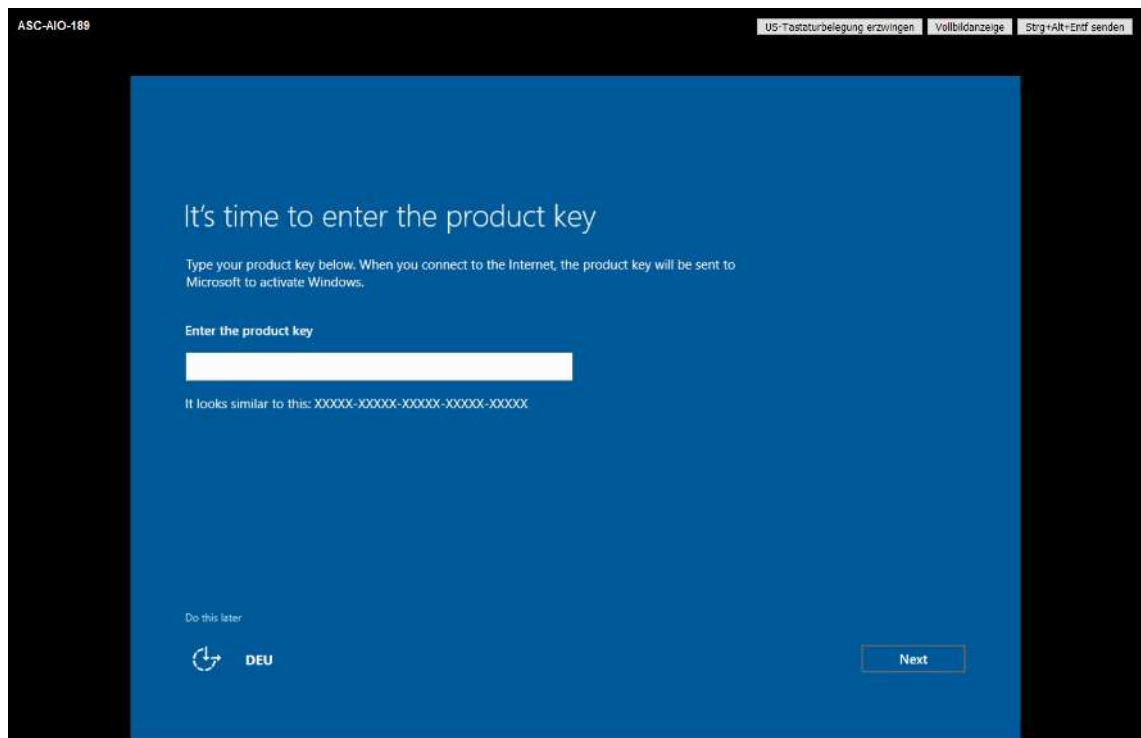 ASC-AIO-189
US-Tastaturbelegung erzwingen Vollbildanzeige Strg+Alt+Entf senden
It's time to enter the product key
Type your product key below. When you connect to the Internet, the product key will be sent to
Microsoft to activate Windows.
Enter the product key
It looks similar to this: XXXXX-XXXXX-XXXXX-XXXXX-XXXXX
Do this later
DEU
Next